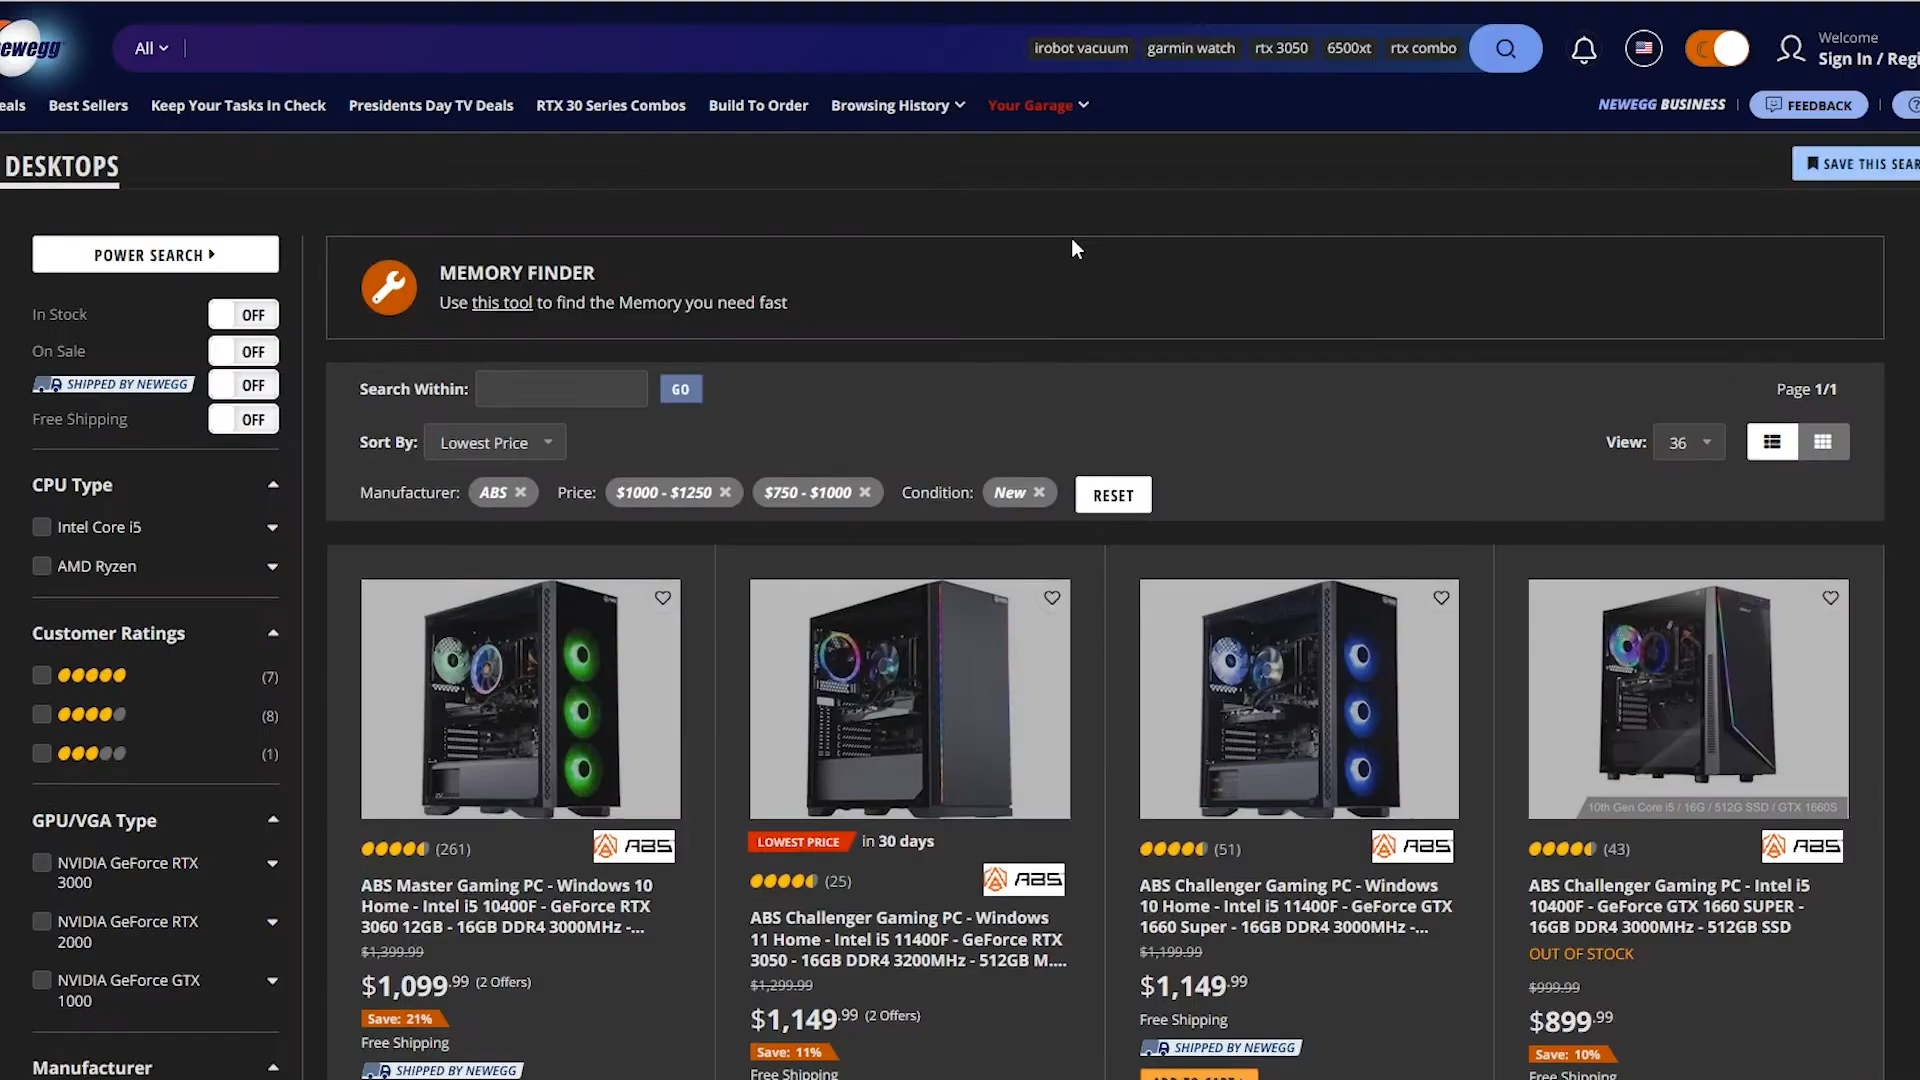 newegg
All
irobot vacuum
garmin watch
rtx 3050
6500xt
rtx combo
Welcome
Sign In / Regi
eals
Best Sellers
Keep Your Tasks In Check
Presidents Day TV Deals
RTX 30 Series Combos
Build To Order
Browsing History
Your Garage
NEWEGG BUSINESS
FEEDBACK
DESKTOPS
SAVE THIS SEAR
POWER SEARCH
MEMORY FINDER
Use this tool to find the Memory you need fast
In Stock OFF
On Sale OFF
SHIPPED BY NEWEGG OFF
Free Shipping OFF
Search Within: GO
Page 1/1
Sort By: Lowest Price
View: 36
Manufacturer: ABS Price: $1000 - $1250 $750 - $1000 Condition: New RESET
CPU Type
Intel Core i5
AMD Ryzen
Customer Ratings
(7)
(8)
(1)
GPU/VGA Type
NVIDIA GeForce RTX
3000
NVIDIA GeForce RTX
2000
NVIDIA GeForce GTX
1000
Manufacturer
(261) ABS
ABS Master Gaming PC - Windows 10
Home - Intel i5 10400F - GeForce RTX
3060 12GB - 16GB DDR4 3000MHz -...
$1,399.99
$1,099.99 (2 Offers)
Save: 21%
Free Shipping
SHIPPED BY NEWEGG
LOWEST PRICE in 30 days
(25) ABS
ABS Challenger Gaming PC - Windows
11 Home - Intel i5 11400F - GeForce RTX
3050 - 16GB DDR4 3200MHz - 512GB M....
$1,299.99
$1,149.99 (2 Offers)
Save: 11%
Free Shipping
(51) ABS
ABS Challenger Gaming PC - Windows
10 Home - Intel i5 11400F - GeForce GTX
1660 Super - 16GB DDR4 3000MHz -...
$1,199.99
$1,149.99
Free Shipping
SHIPPED BY NEWEGG
ADD TO CART
10th Gen Core i5 / 16G / 512G SSD / GTX 1660S
(43) ABS
ABS Challenger Gaming PC - Intel i5
10400F - GeForce GTX 1660 SUPER -
16GB DDR4 3000MHz - 512GB SSD
OUT OF STOCK
$999.99
$899.99
Save: 10%
Free Shipping